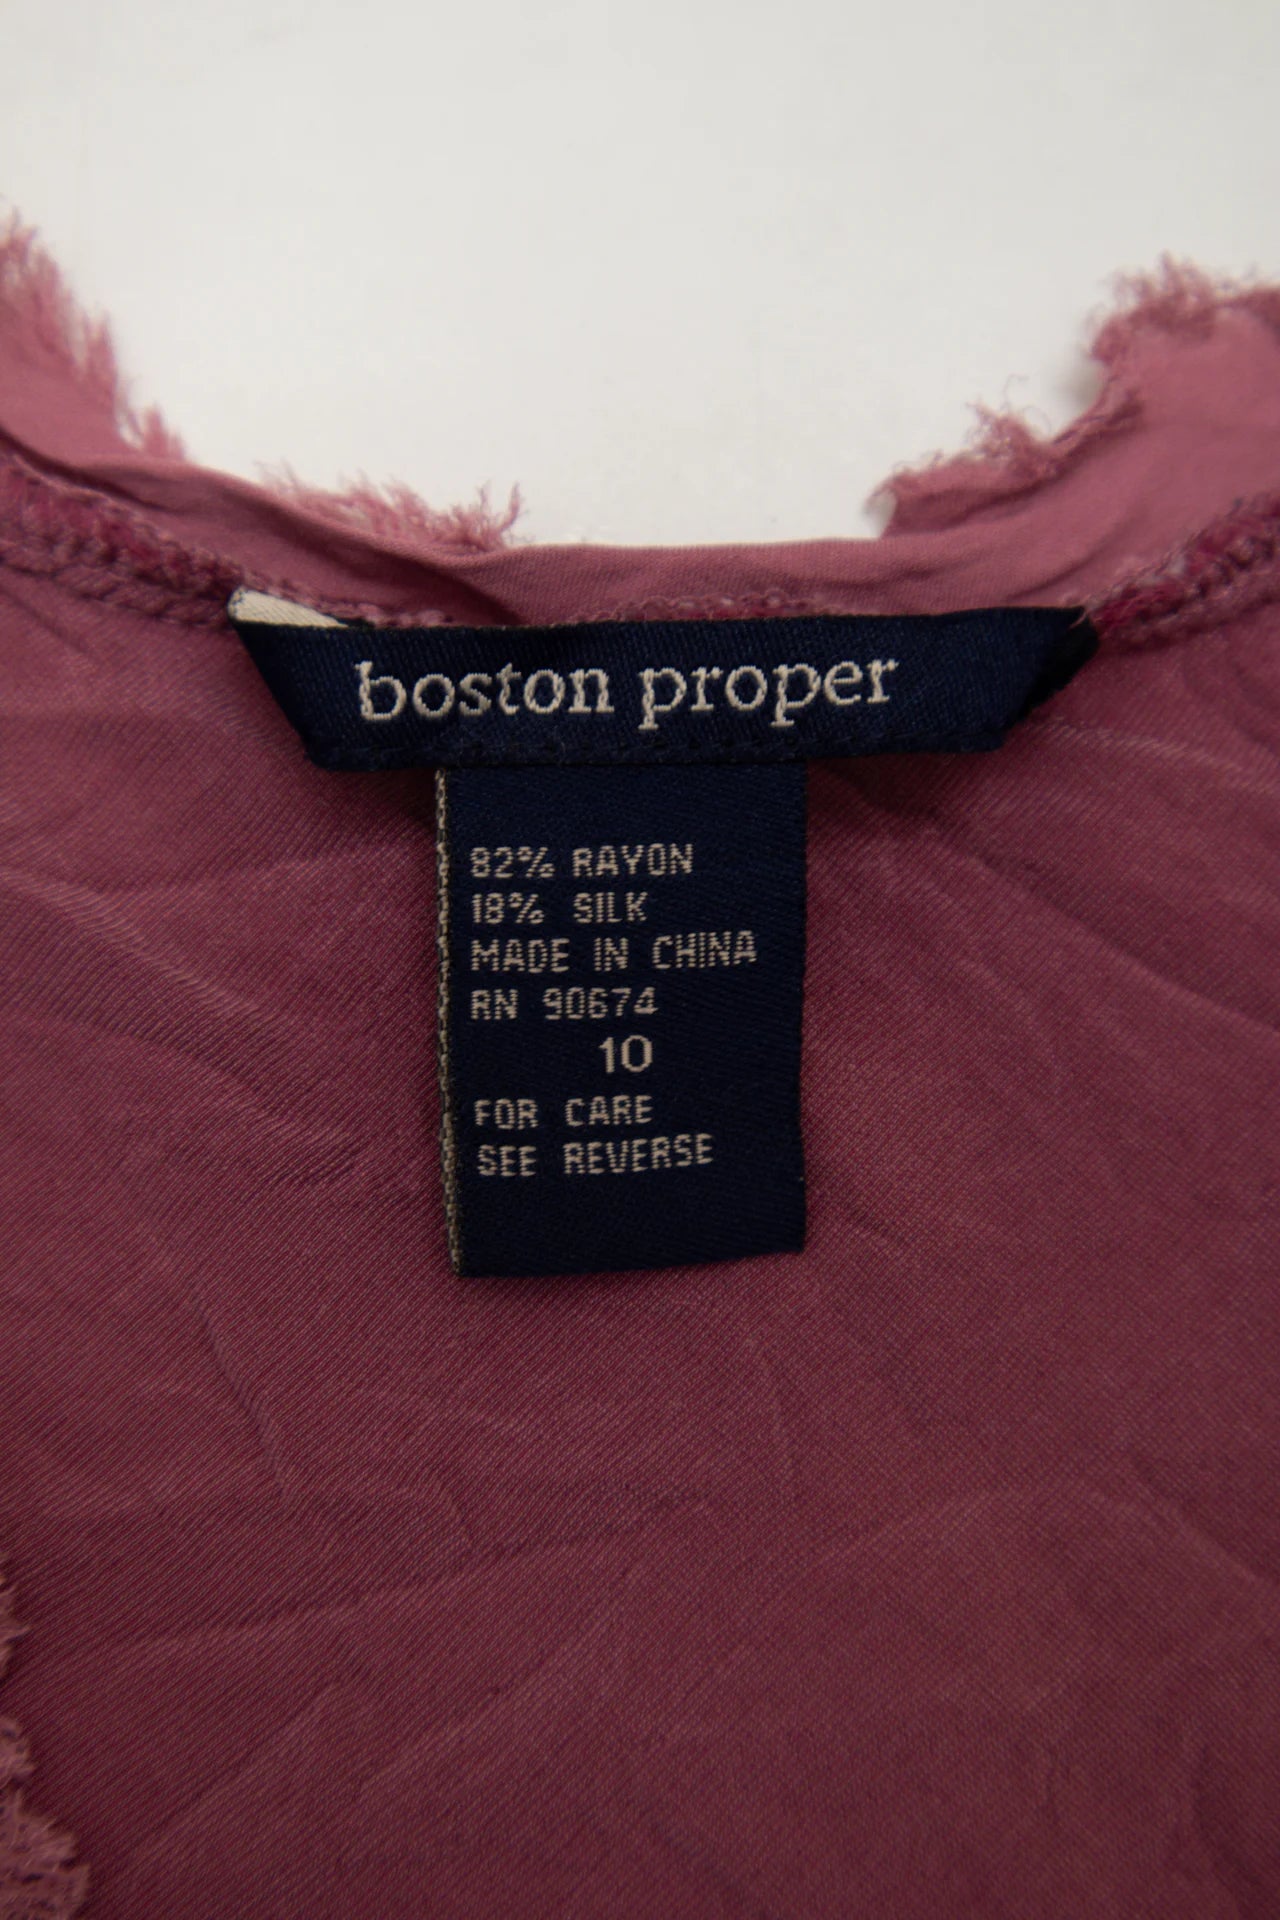 boston proper
82% RAYON
18% SILK
MADE IN CHINA
RN 90674
10
FOR CARE
SEE REVERSE